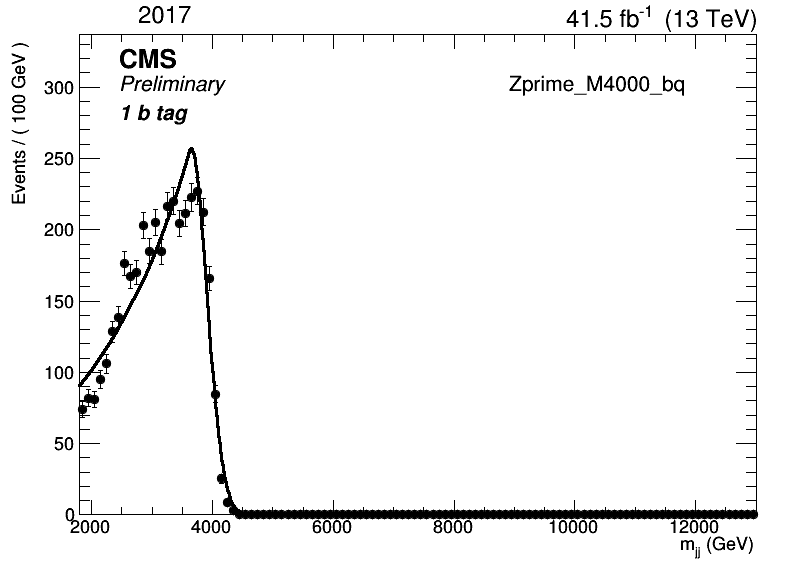 2017
41.5 fb⁻¹ (13 TeV)
CMS
Preliminary
1 b tag
Zprime_M4000_bq
Events / ( 100 GeV )
300
250
200
150
100
50
0
2000 4000 6000 8000 10000 12000
m_jj (GeV)